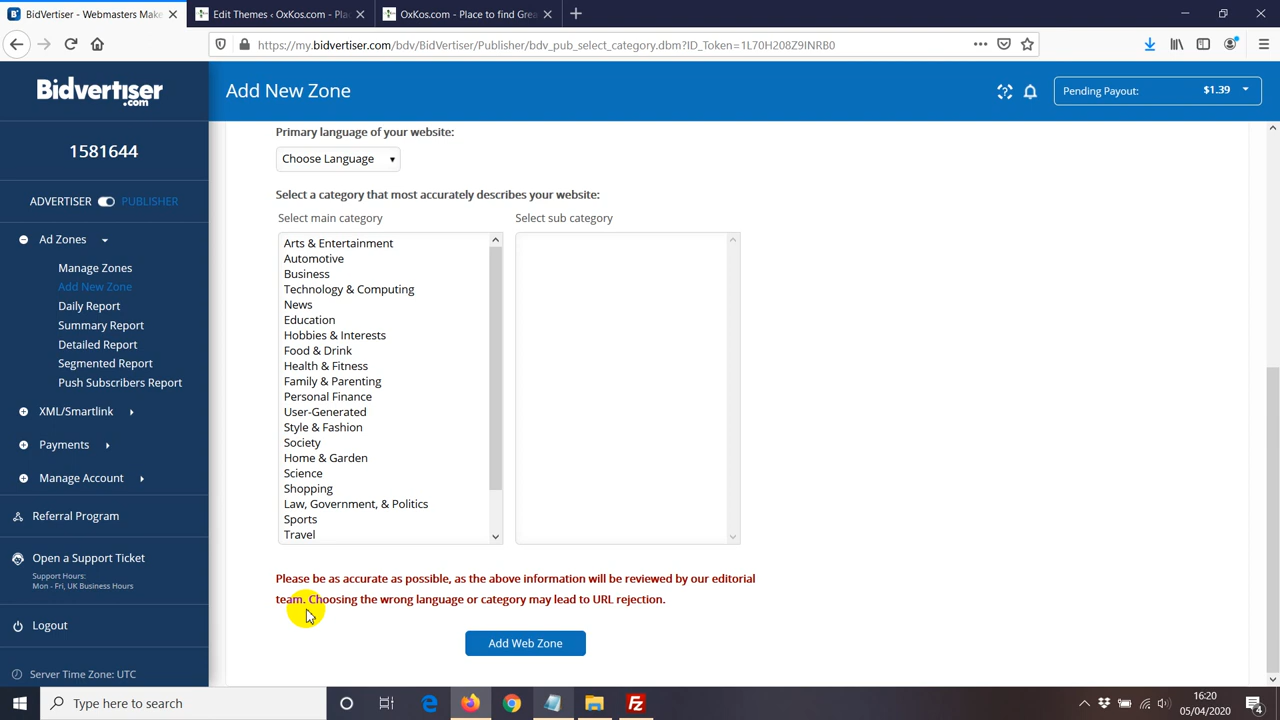 BidVertiser - Webmasters Make
Edit Themes ‹ OxKos.com - Pla
OxKos.com - Place to find Grea
https://my.bidvertiser.com/bdv/BidVertiser/Publisher/bdv_pub_select_category.dbm?ID_Token=1L70H208Z9INRB0
Bidvertiser
.com
Add New Zone
Pending Payout: $1.39
1581644
ADVERTISER PUBLISHER
Ad Zones
Manage Zones
Add New Zone
Daily Report
Summary Report
Detailed Report
Segmented Report
Push Subscribers Report
XML/Smartlink
Payments
Manage Account
Referral Program
Open a Support Ticket
Support Hours:
Mon - Fri, UK Business Hours
Logout
Server Time Zone: UTC
Primary language of your website:
Choose Language
Select a category that most accurately describes your website:
Select main category
Select sub category
Arts & Entertainment
Automotive
Business
Technology & Computing
News
Education
Hobbies & Interests
Food & Drink
Health & Fitness
Family & Parenting
Personal Finance
User-Generated
Style & Fashion
Society
Home & Garden
Science
Shopping
Law, Government, & Politics
Sports
Travel
Please be as accurate as possible, as the above information will be reviewed by our editorial
team. Choosing the wrong language or category may lead to URL rejection.
Add Web Zone
Type here to search
16:20
05/04/2020
4